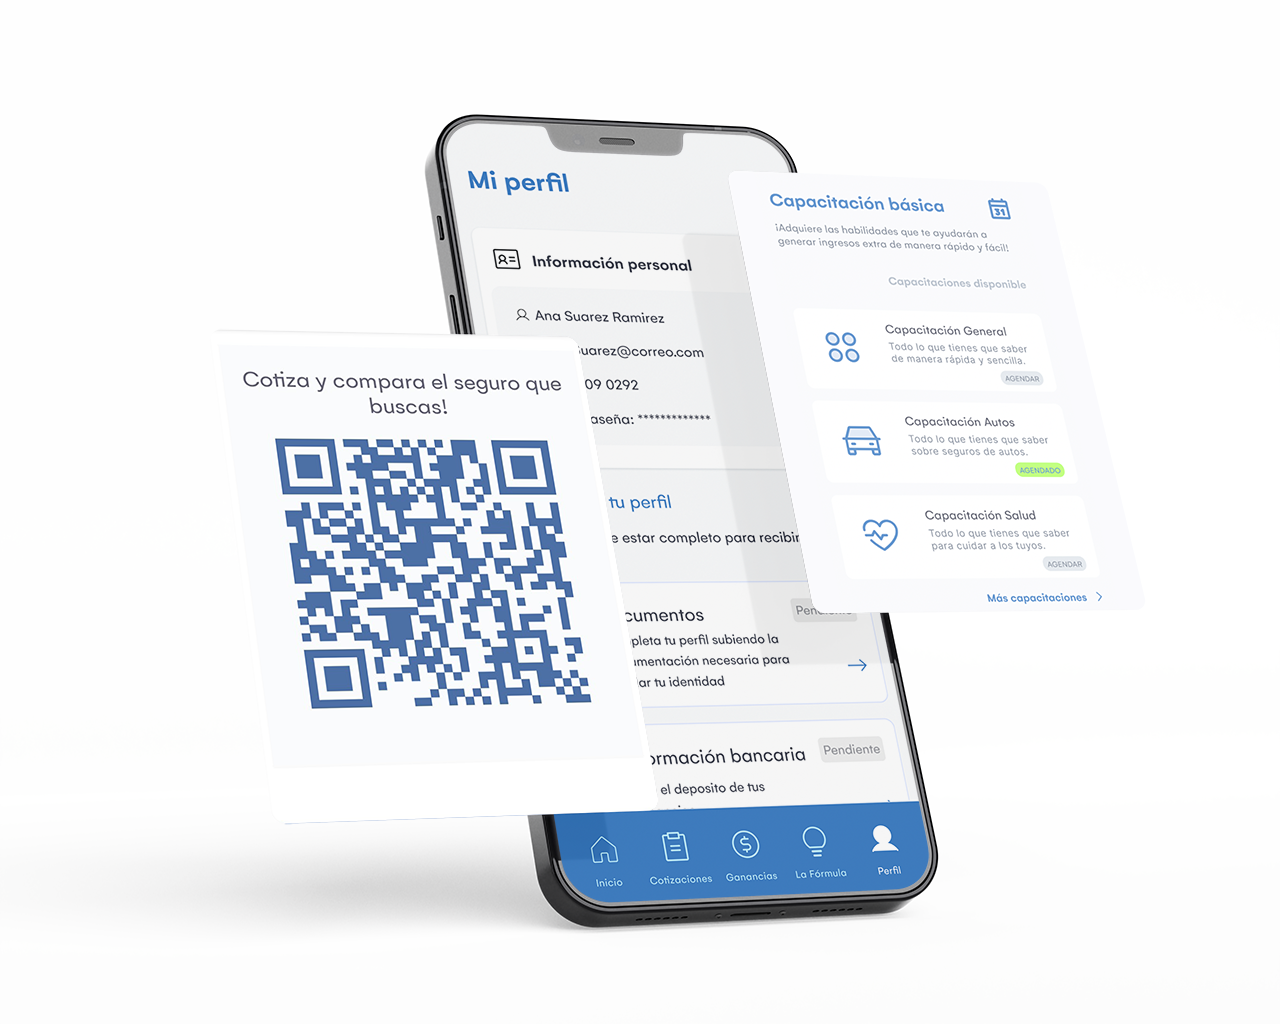 Mi perfil
Información personal
Ana Suarez Ramirez
uarez@correo.com
09 0292
aseña: *************
tu perfil
e estar completo para recibir
cumentos
Pendiente
pleta tu perfil subiendo la
umentación necesaria para
ar tu identidad
ormación bancaria
Pendiente
el deposito de tus
Inicio
Cotizaciones
Ganancias
La Fórmula
Perfil
Cotiza y compara el seguro que
buscas!
Capacitación básica
31
¡Adquiere las habilidades que te ayudarán a
generar ingresos extra de manera rápido y fácil!
Capacitaciones disponible
Capacitación General
Todo lo que tienes que saber
de manera rápida y sencilla.
AGENDAR
Capacitación Autos
Todo lo que tienes que saber
sobre seguros de autos.
AGENDADO
Capacitación Salud
Todo lo que tienes que saber
para cuidar a los tuyos.
AGENDAR
Más capacitaciones